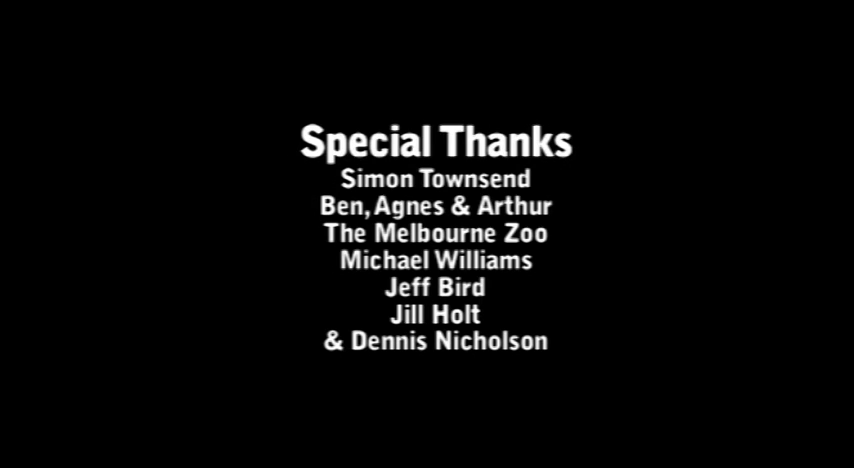 Special Thanks
Simon Townsend
Ben, Agnes & Arthur
The Melbourne Zoo
Michael Williams
Jeff Bird
Jill Holt
& Dennis Nicholson